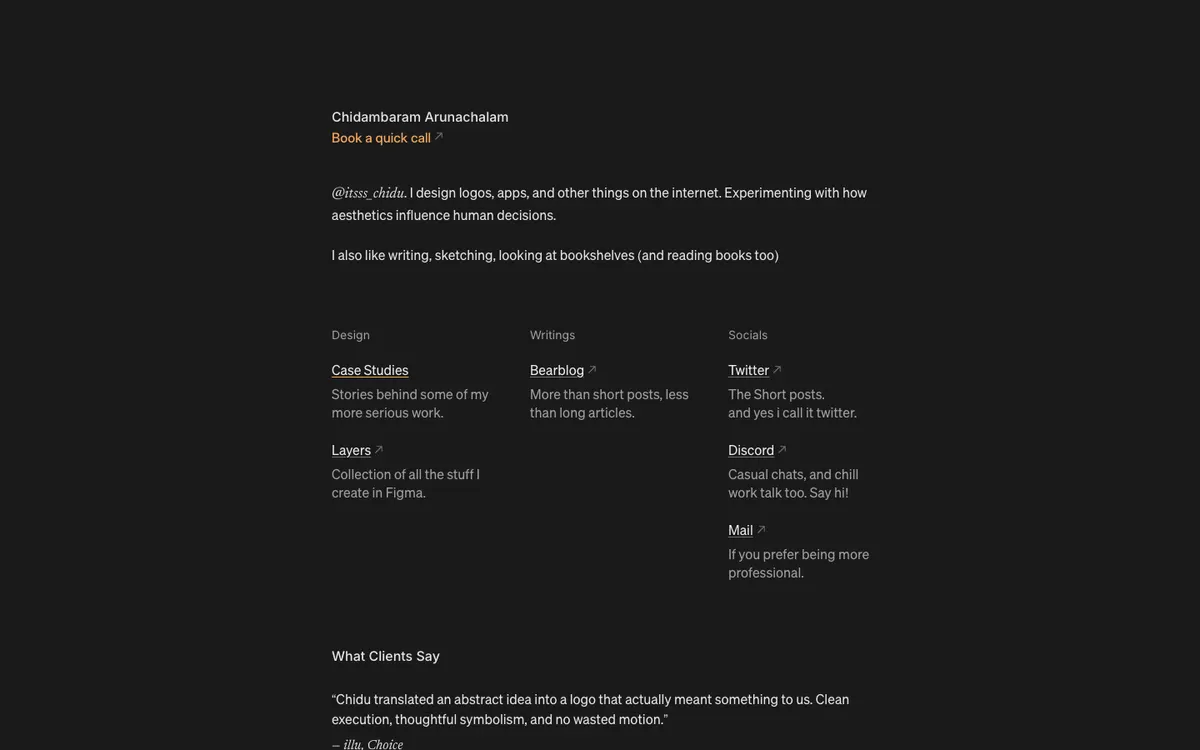 Chidambaram Arunachalam
Book a quick call ↗
@itsss_chidu. I design logos, apps, and other things on the internet. Experimenting with how
aesthetics influence human decisions.
I also like writing, sketching, looking at bookshelves (and reading books too)
Design
Case Studies
Stories behind some of my
more serious work.
Layers ↗
Collection of all the stuff I
create in Figma.
Writings
Bearblog ↗
More than short posts, less
than long articles.
Socials
Twitter ↗
The Short posts.
and yes i call it twitter.
Discord ↗
Casual chats, and chill
work talk too. Say hi!
Mail ↗
If you prefer being more
professional.
What Clients Say
“Chidu translated an abstract idea into a logo that actually meant something to us. Clean
execution, thoughtful symbolism, and no wasted motion.”
– illu, Choice